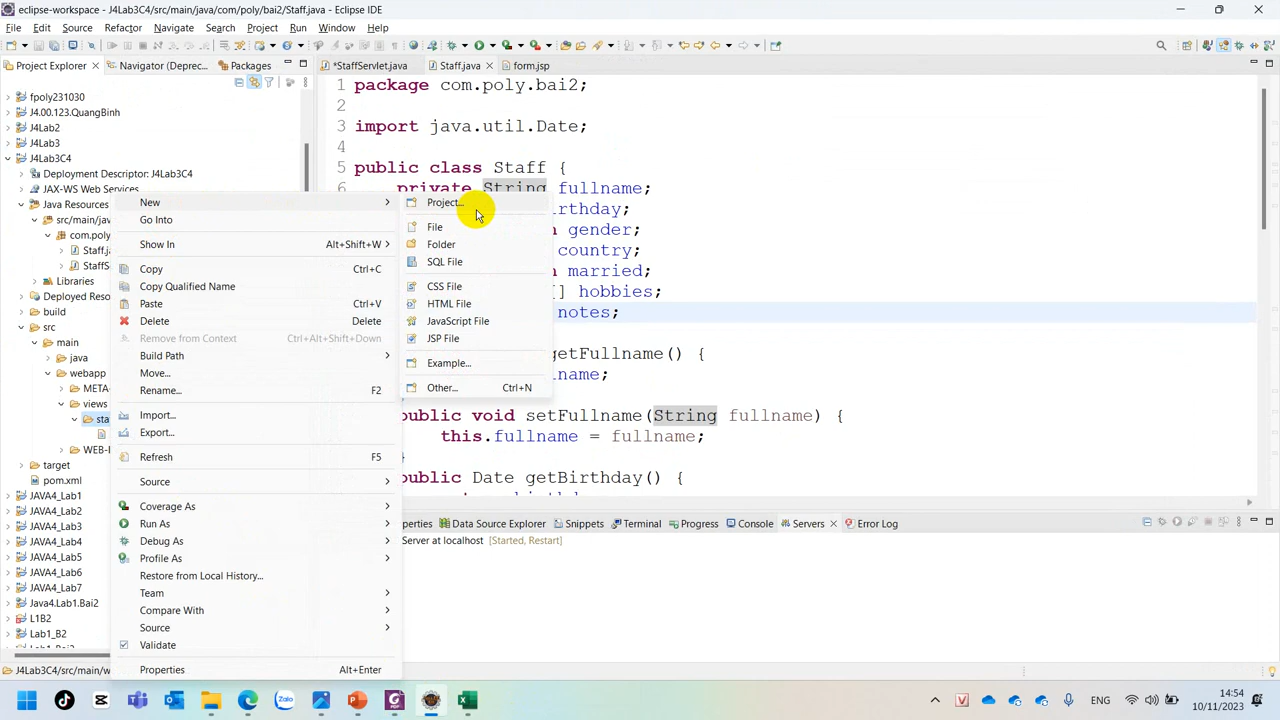 eclipse-workspace - J4Lab3C4/src/main/java/com/poly/bai2/Staff.java - Eclipse IDE
File Edit Source Refactor Navigate Search Project Run Window Help
Project Explorer Navigator (Deprec... Packages *StaffServlet.java Staff.java form.jsp
fpoly231030
J4.00.123.QuangBinh
J4Lab2
J4Lab3
J4Lab3C4
Deployment Descriptor: J4Lab3C4
JAX-WS Web Services
Java Resources
src/main/jav
com.poly
Staff.ja
StaffS
Libraries
Deployed Reso
build
src
main
java
webapp
META-
views
sta
WEB-I
target
pom.xml
JAVA4_Lab1
JAVA4_Lab2
JAVA4_Lab3
JAVA4_Lab4
JAVA4_Lab5
JAVA4_Lab6
JAVA4_Lab7
Java4.Lab1.Bai2
L1B2
Lab1_B2
Lab1_Bai2
New
Go Into
Show In Alt+Shift+W
Copy Ctrl+C
Copy Qualified Name
Paste Ctrl+V
Delete Delete
Remove from Context Ctrl+Alt+Shift+Down
Build Path
Move...
Rename... F2
Import...
Export...
Refresh F5
Source
Coverage As
Run As
Debug As
Profile As
Restore from Local History...
Team
Compare With
Source
Validate
Properties Alt+Enter
Project...
File
Folder
SQL File
CSS File
HTML File
JavaScript File
JSP File
Example...
Other... Ctrl+N
1 package com.poly.bai2;
2
3 import java.util.Date;
4
5 public class Staff {
6 private String fullname;
rthday;
n gender;
country;
n married;
[] hobbies;
notes;
getFullname() {
lname;
public void setFullname(String fullname) {
this.fullname = fullname;
}
public Date getBirthday() {
operties Data Source Explorer Snippets Terminal Progress Console Servers Error Log
Server at localhost [Started, Restart]
J4Lab3C4/src/main/w
ENG
14:54
10/11/2023